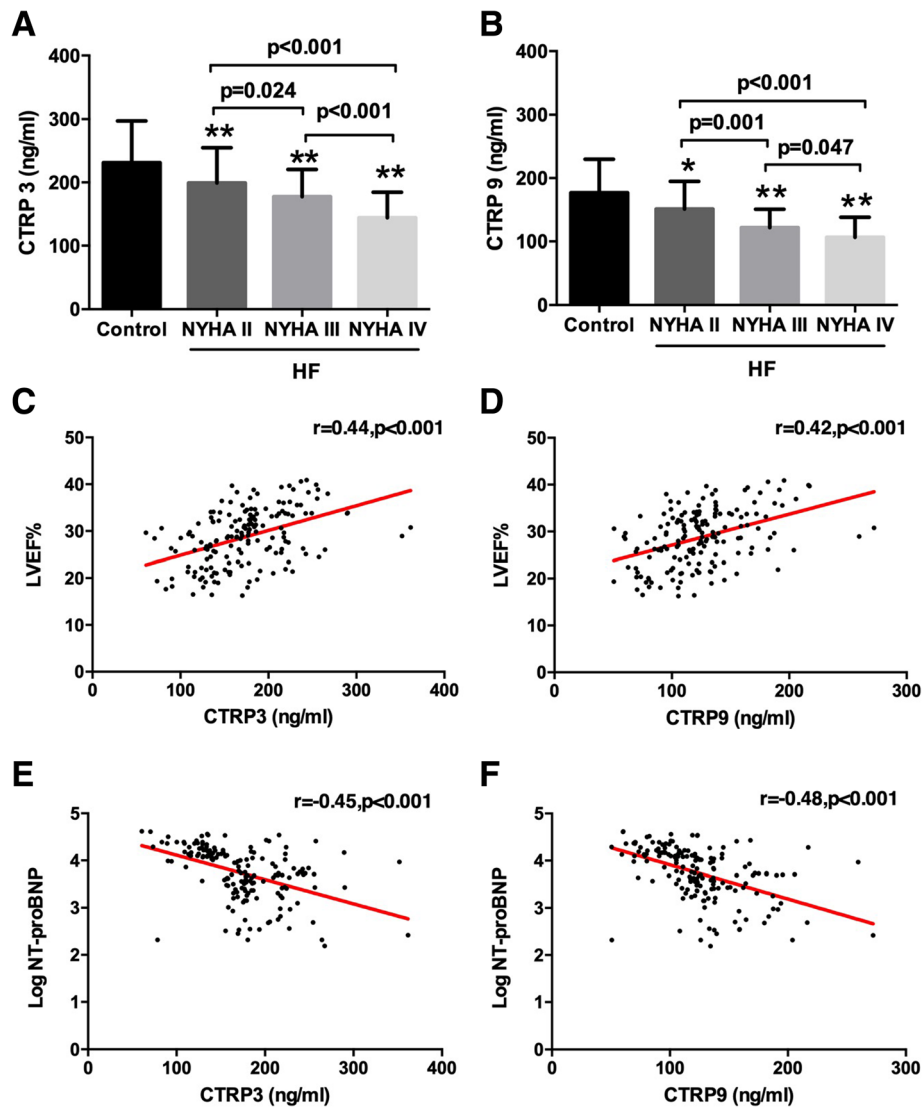 A
p<0.001
p=0.024
p<0.001
**
**
**
CTRP 3 (ng/ml)
400
300
200
100
0
Control NYHA II NYHA III NYHA IV
HF
B
p<0.001
p=0.001
p=0.047
*
**
**
CTRP 9 (ng/ml)
400
300
200
100
0
Control NYHA II NYHA III NYHA IV
HF
C
r=0.44,p<0.001
LVEF%
50
40
30
20
10
0
0 100 200 300 400
CTRP3 (ng/ml)
D
r=0.42,p<0.001
LVEF%
50
40
30
20
10
0
0 100 200 300
CTRP9 (ng/ml)
E
r=-0.45,p<0.001
Log NT-proBNP
5
4
3
2
1
0
0 100 200 300 400
CTRP3 (ng/ml)
F
r=-0.48,p<0.001
Log NT-proBNP
5
4
3
2
1
0
0 100 200 300
CTRP9 (ng/ml)